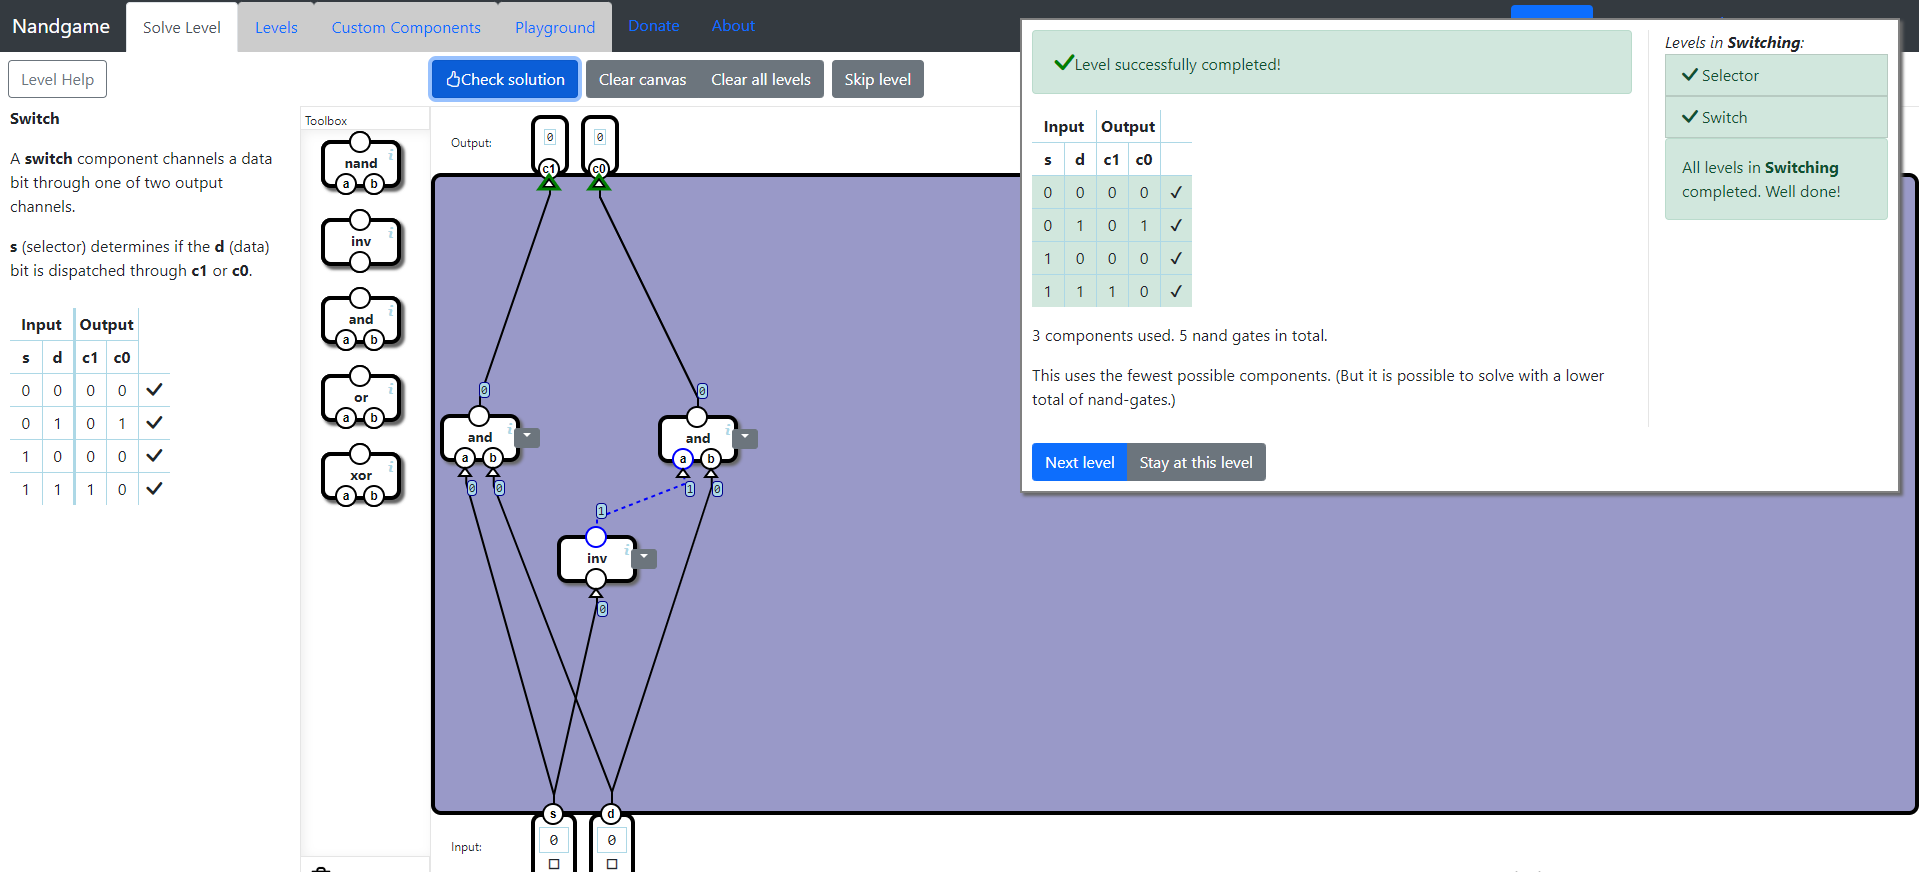 Nandgame
Solve Level
Levels
Custom Components
Playground
Donate
About
Level Help
Check solution
Clear canvas
Clear all levels
Skip level
Switch
A switch component channels a data
bit through one of two output
channels.
s (selector) determines if the d (data)
bit is dispatched through c1 or c0.
Input Output
s d c1 c0
0 0 0 0 ✓
0 1 0 1 ✓
1 0 0 0 ✓
1 1 1 0 ✓
Toolbox
nand
i
a b
inv
i
and
i
a b
or
i
a b
xor
i
a b
Output:
0 0
c1 c0
0 0
and i
a b
0 0
and i
a b
1 0
1
inv i
0
s d
Input:
0 0
✓Level successfully completed!
Input Output
s d c1 c0
0 0 0 0 ✓
0 1 0 1 ✓
1 0 0 0 ✓
1 1 1 0 ✓
3 components used. 5 nand gates in total.
This uses the fewest possible components. (But it is possible to solve with a lower
total of nand-gates.)
Next level
Stay at this level
Levels in Switching:
✓ Selector
✓ Switch
All levels in Switching
completed. Well done!